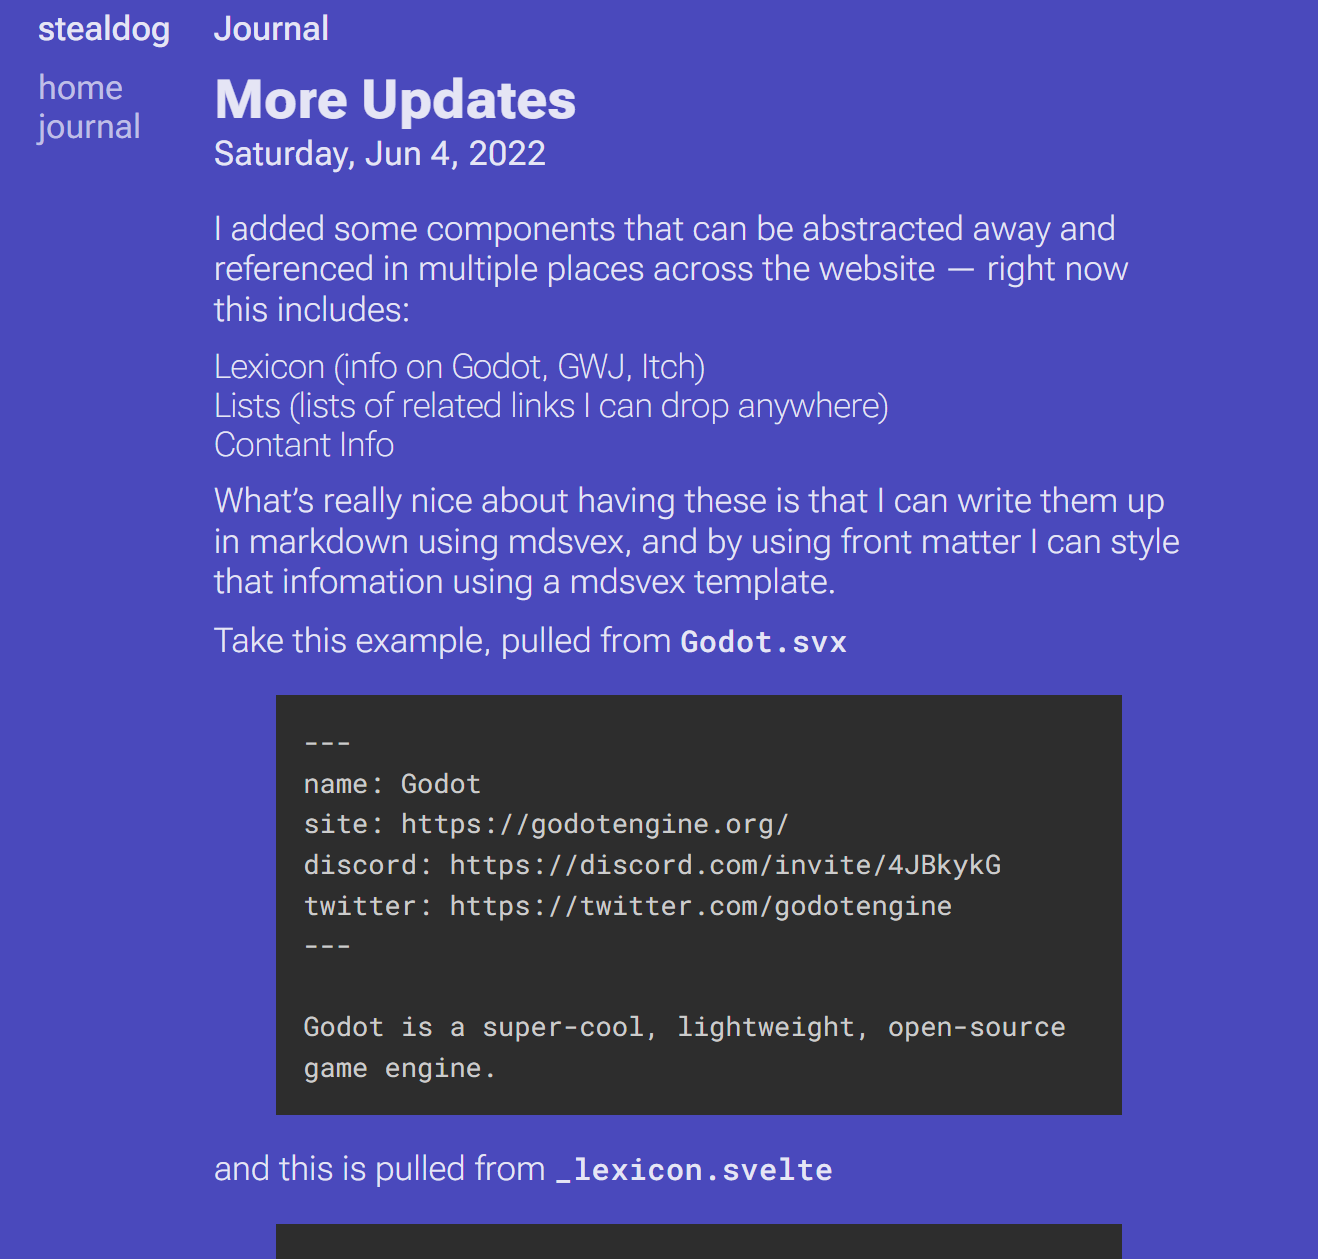 stealdog
home
journal
Journal
More Updates
Saturday, Jun 4, 2022
I added some components that can be abstracted away and
referenced in multiple places across the website — right now
this includes:
Lexicon (info on Godot, GWJ, Itch)
Lists (lists of related links I can drop anywhere)
Contant Info
What’s really nice about having these is that I can write them up
in markdown using mdsvex, and by using front matter I can style
that infomation using a mdsvex template.
Take this example, pulled from Godot.svx
---
name: Godot
site: https://godotengine.org/
discord: https://discord.com/invite/4JBkykG
twitter: https://twitter.com/godotengine
---
Godot is a super-cool, lightweight, open-source
game engine.
and this is pulled from _lexicon.svelte